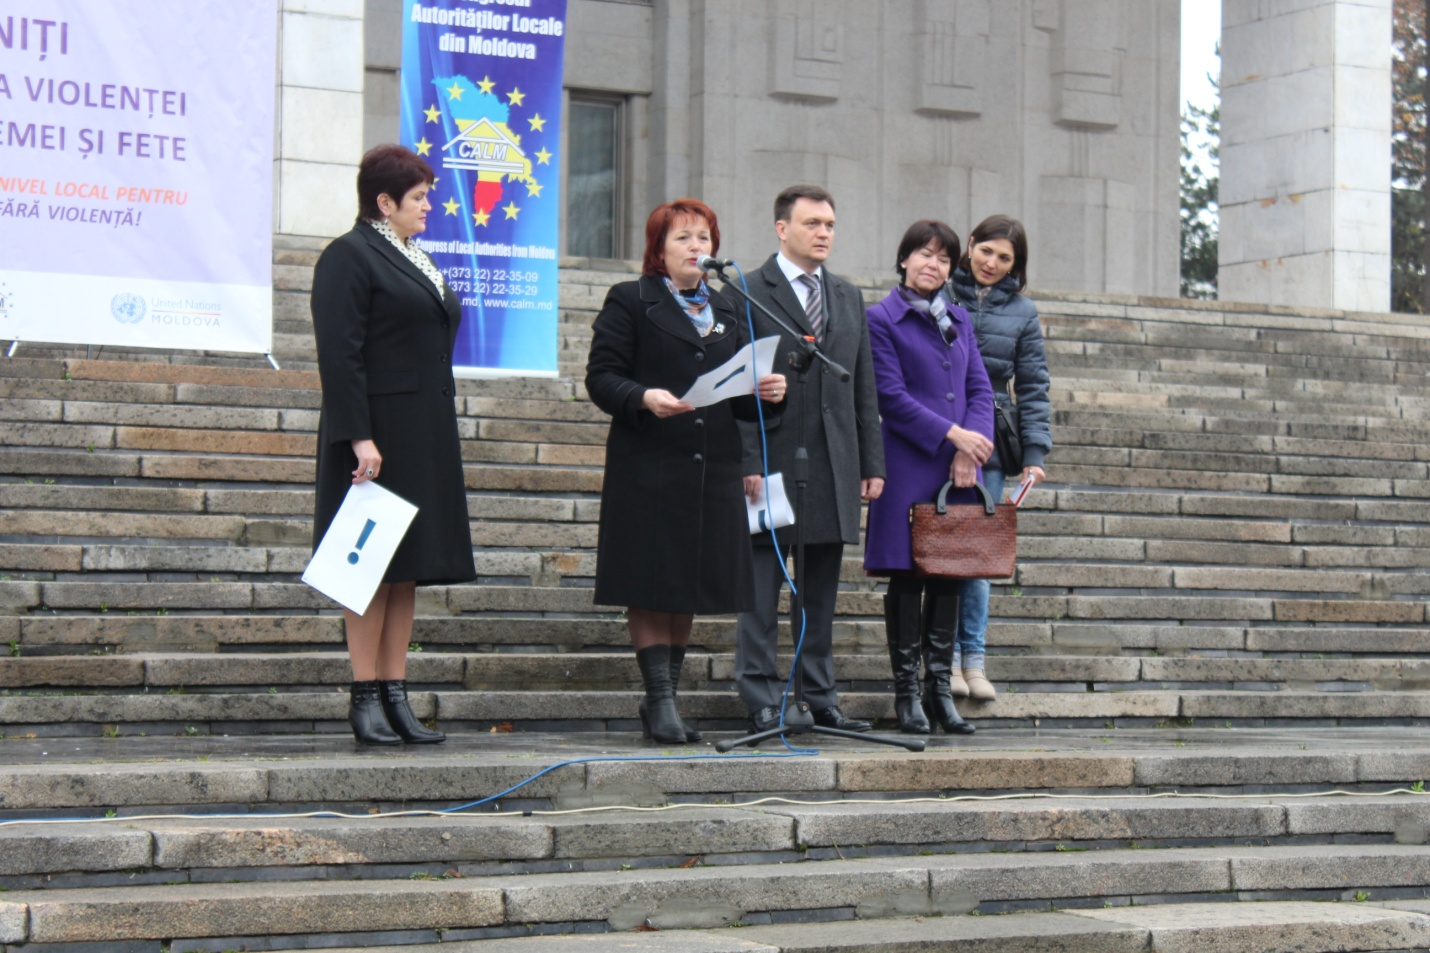 NIȚI
A VIOLENȚEI
EMEI ȘI FETE
NIVEL LOCAL PENTRU
FĂRĂ VIOLENȚĂ!
United Nations
MOLDOVA
Autorităților Locale
din Moldova
CALM
Congress of Local Authorities from Moldova
(373 22) 22-35-09
(373 22) 22-35-29
.md, www.calm.md
!